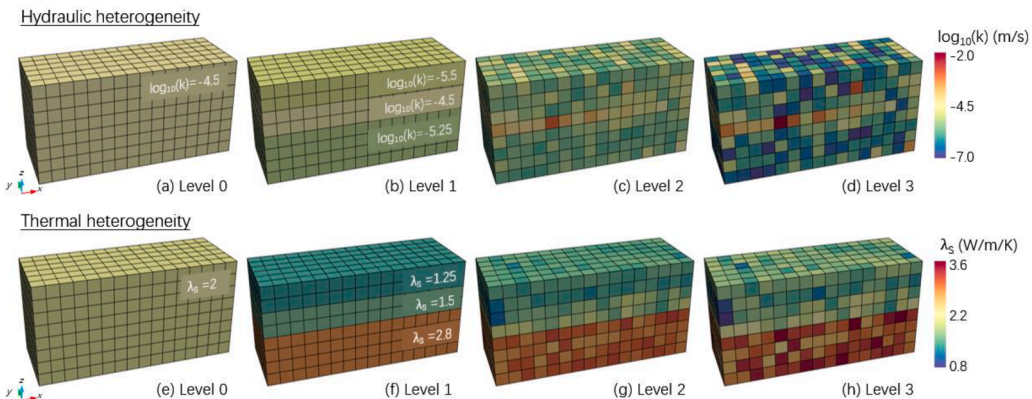 Hydraulic heterogeneity
log₁₀(k) (m/s)
log₁₀(k)=-4.5
log₁₀(k)=-5.5
log₁₀(k)=-4.5
log₁₀(k)=-5.25
-2.0
-4.5
-7.0
z
y
x
(a) Level 0
(b) Level 1
(c) Level 2
(d) Level 3
Thermal heterogeneity
λₛ (W/m/K)
λₛ=2
λₛ=1.25
λₛ=1.5
λₛ=2.8
3.6
2.2
0.8
z
y
x
(e) Level 0
(f) Level 1
(g) Level 2
(h) Level 3